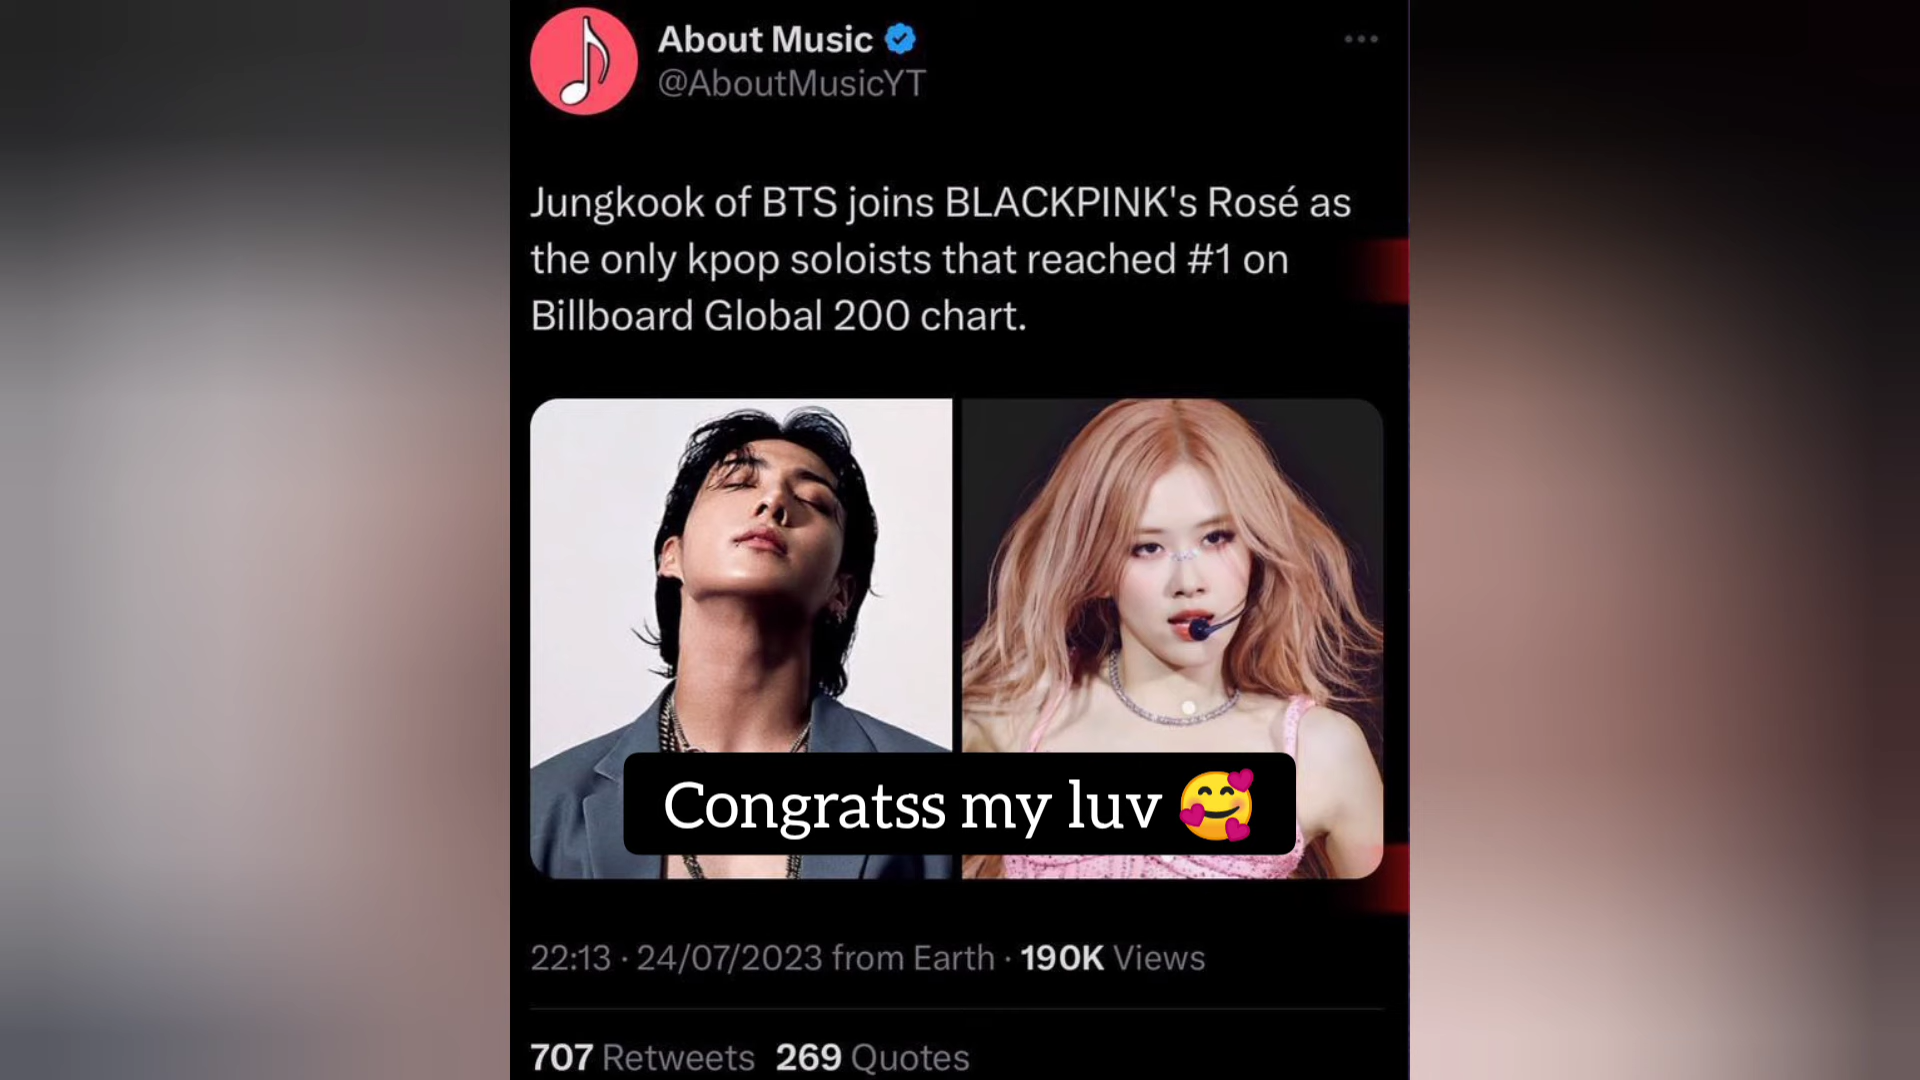 About Music
@AboutMusicYT
Jungkook of BTS joins BLACKPINK's Rosé as
the only kpop soloists that reached #1 on
Billboard Global 200 chart.
Congratss my luv 🥰
22:13 · 24/07/2023 from Earth · 190K Views
707 Retweets 269 Quotes